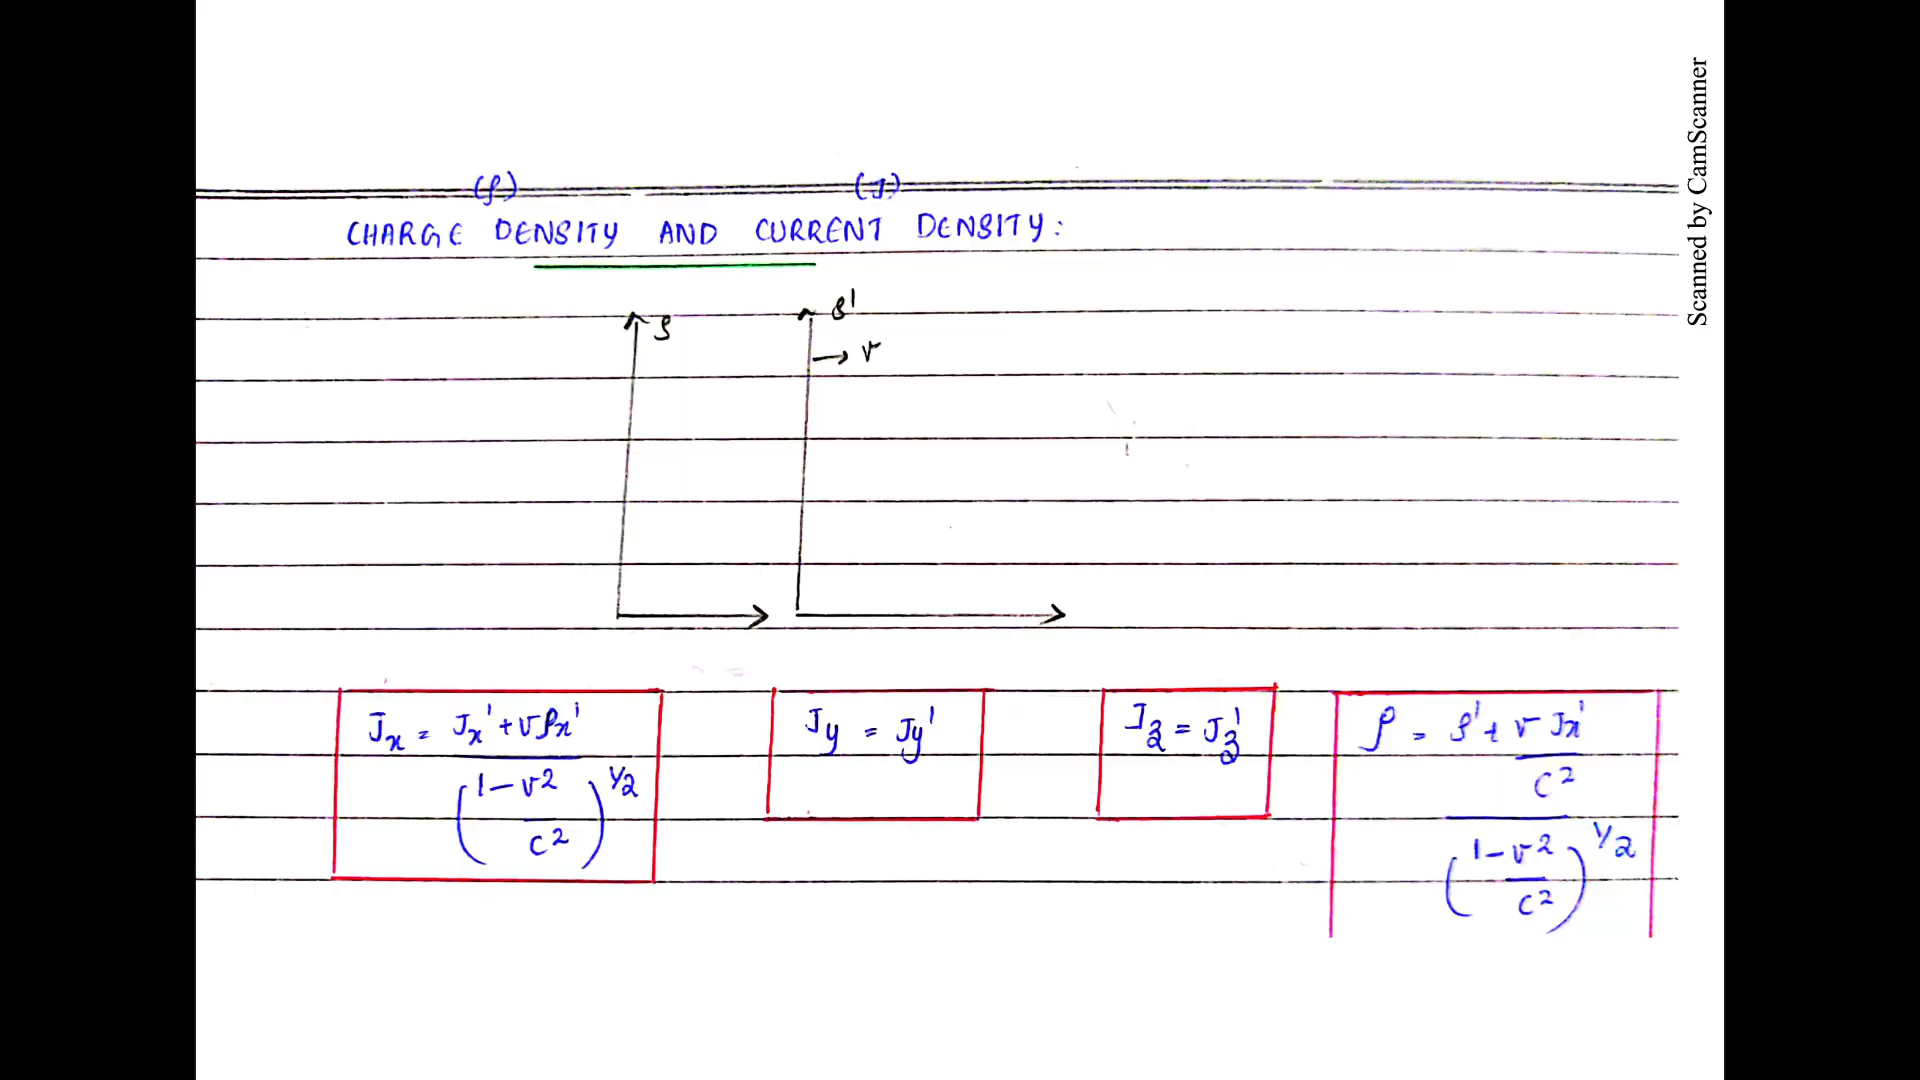 (ρ) (J)
CHARGE DENSITY AND CURRENT DENSITY:
S S'
→ v
Jx = Jx' + vρx' / (1 - v2/c2)^1/2
Jy = Jy'
Jz = Jz'
ρ = ρ' + v Jx'/c2 / (1 - v2/c2)^1/2
Scanned by CamScanner